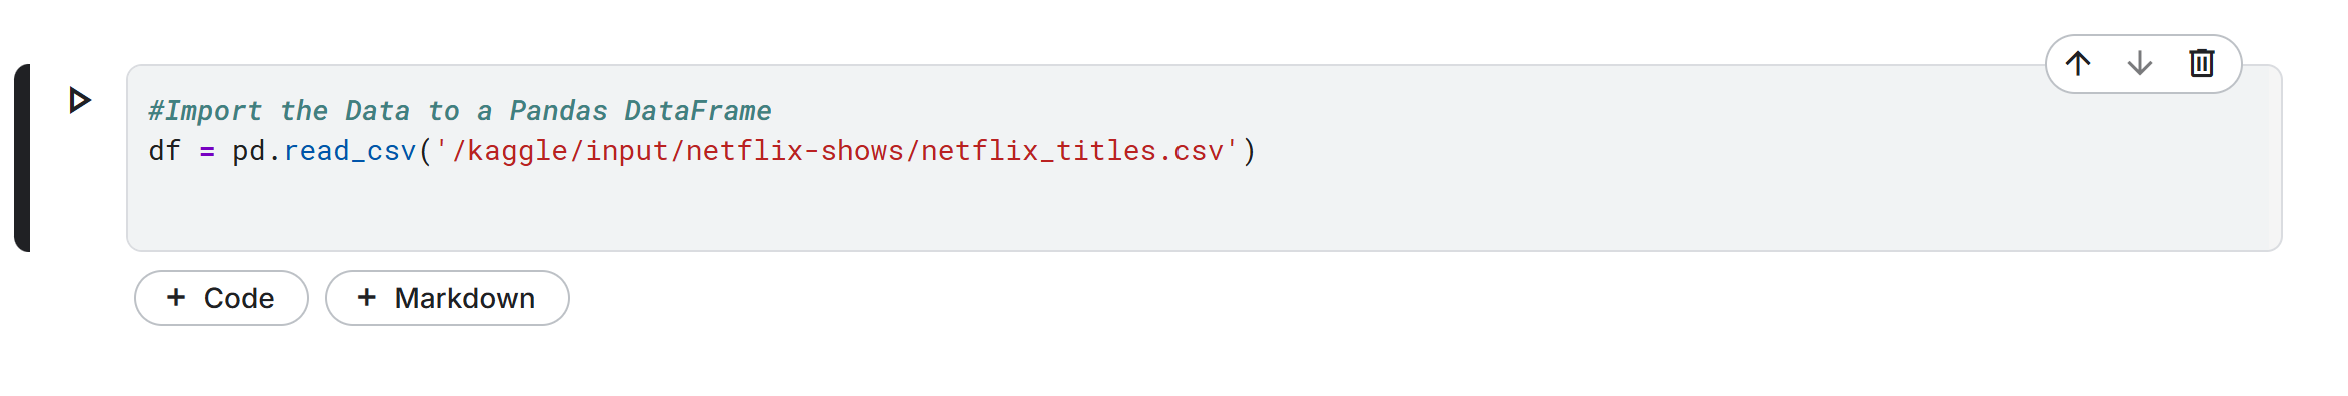 #Import the Data to a Pandas DataFrame
df = pd.read_csv('/kaggle/input/netflix-shows/netflix_titles.csv')
+ Code + Markdown